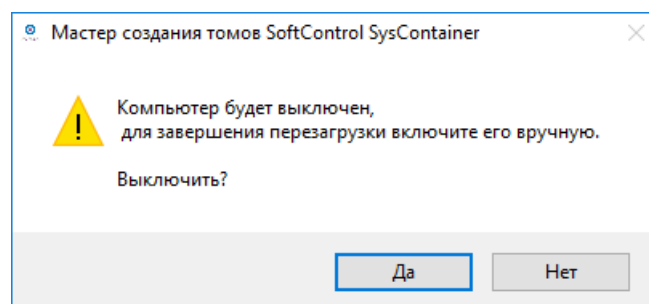 Мастер создания томов SoftControl SysContainer
Компьютер будет выключен,
для завершения перезагрузки включите его вручную.
Выключить?
Да
Нет